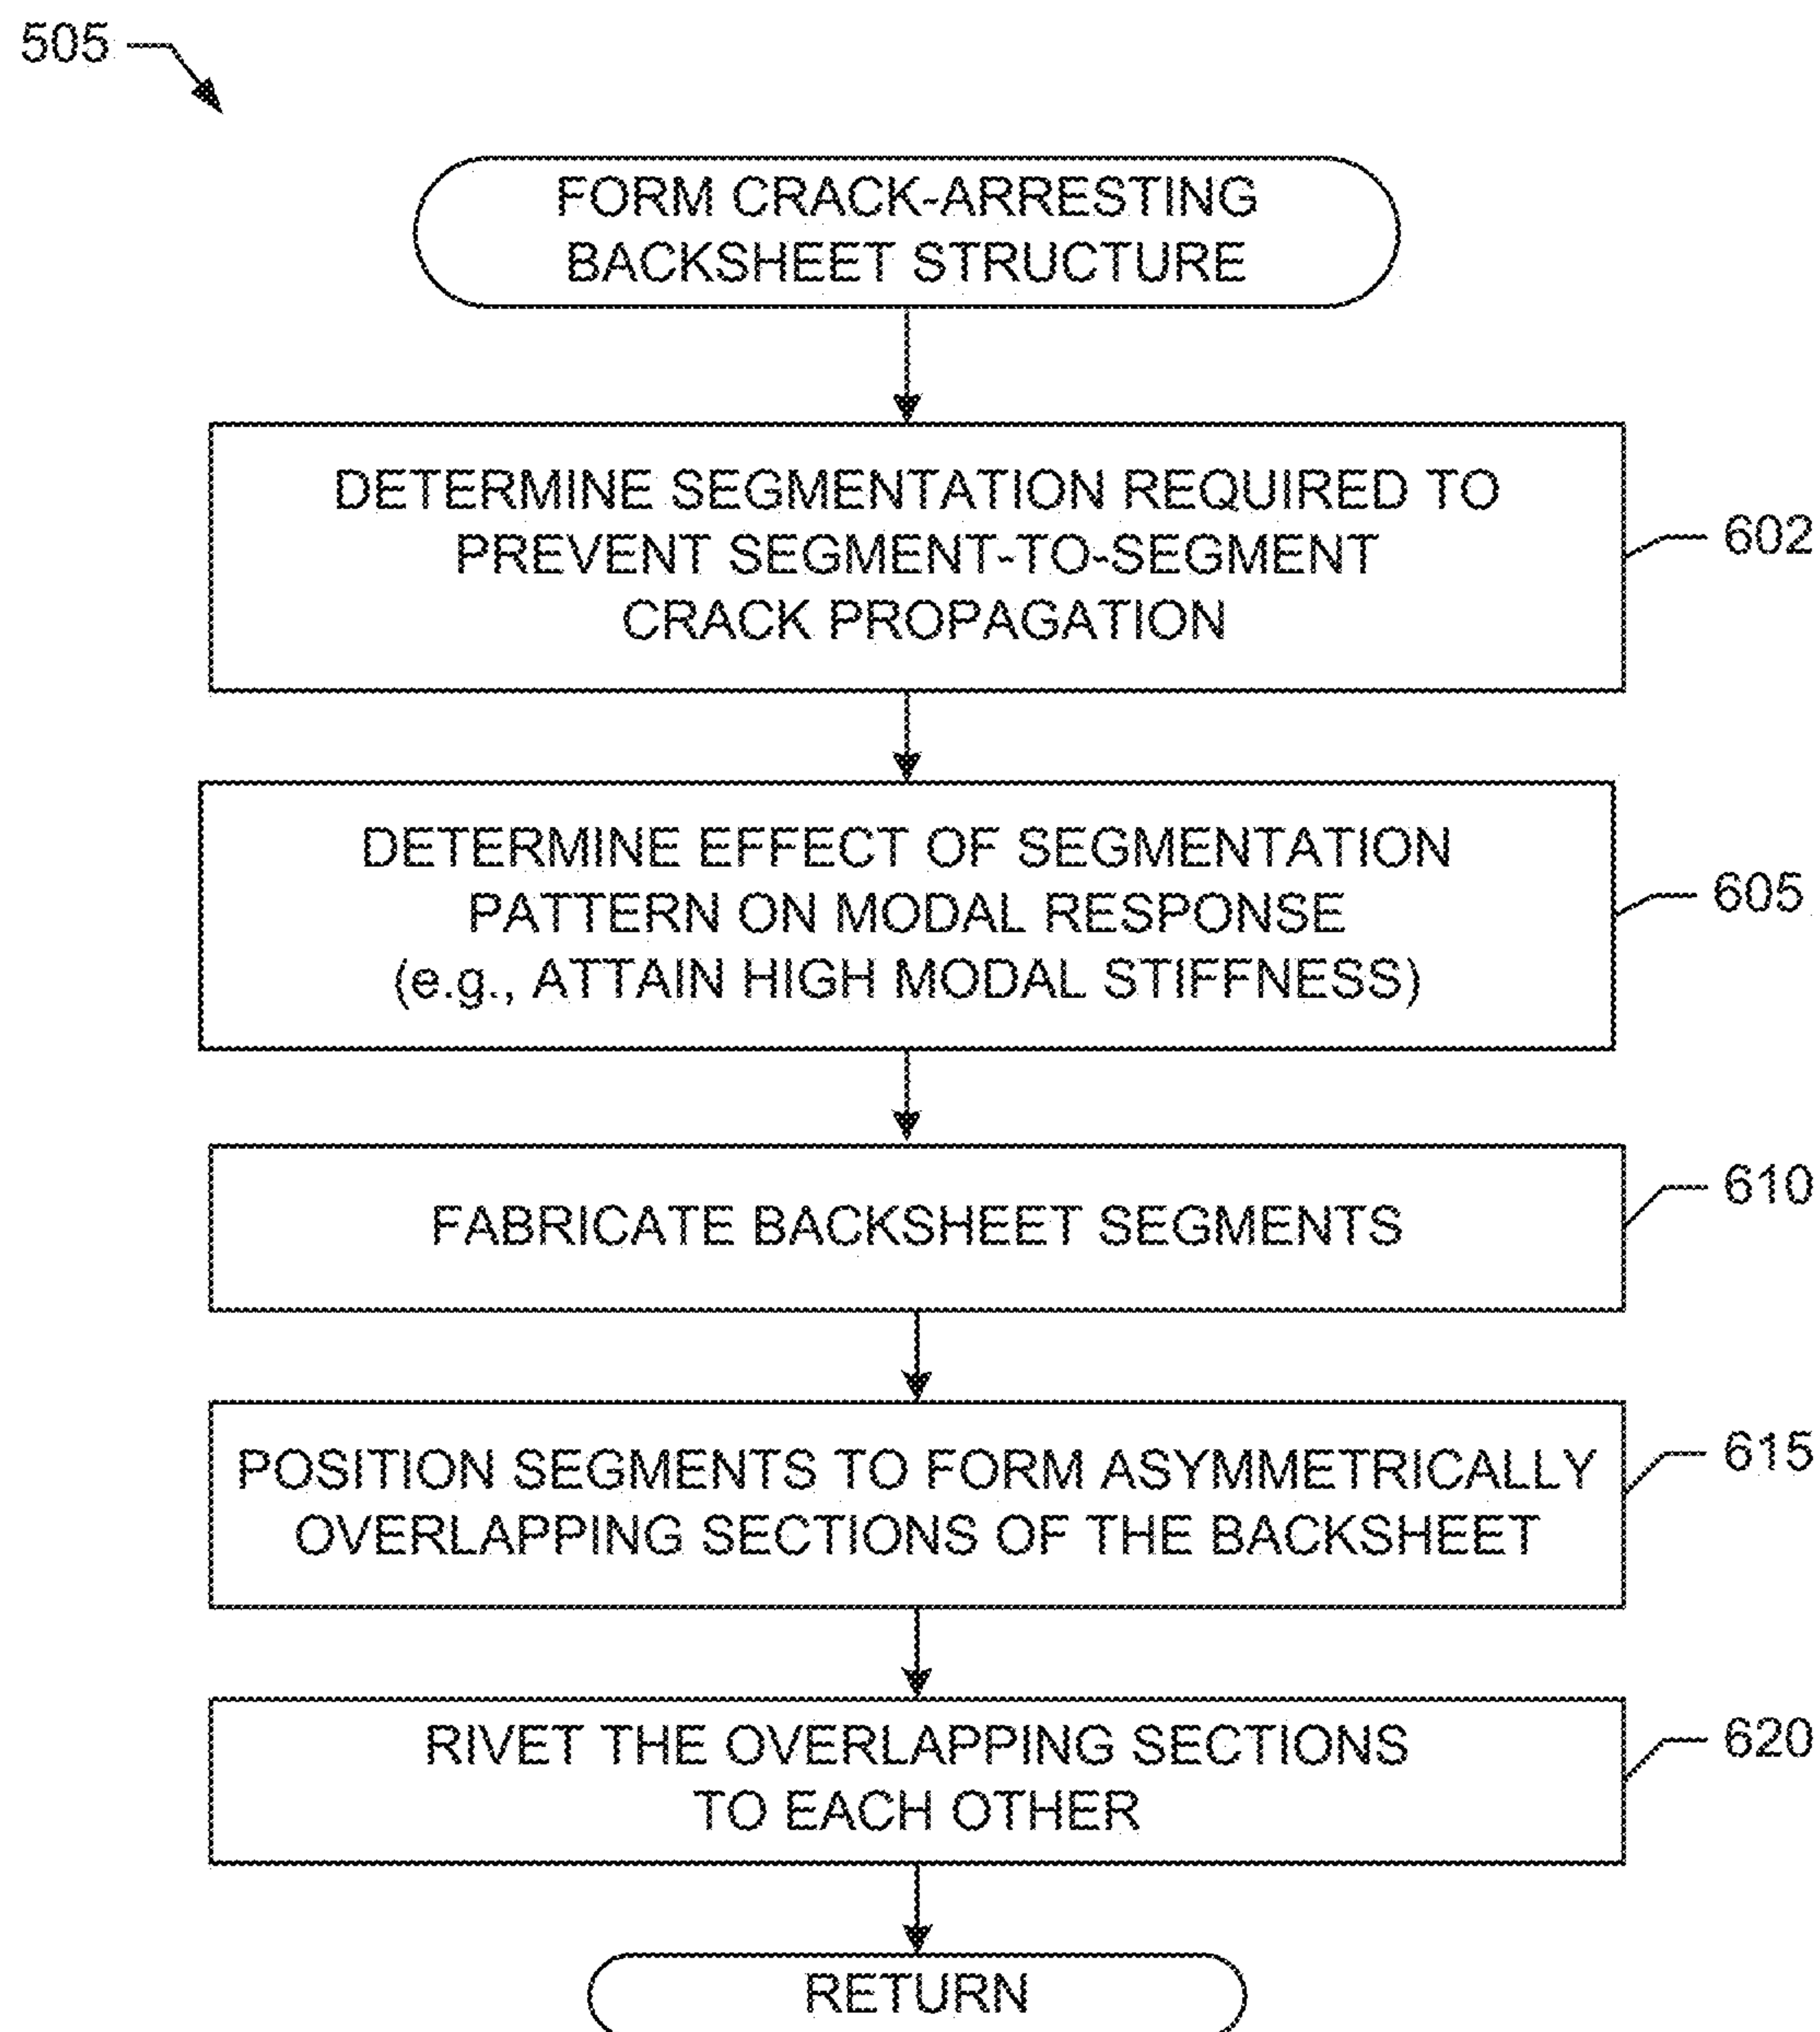 505
FORM CRACK-ARRESTING
BACKSHEET STRUCTURE
DETERMINE SEGMENTATION REQUIRED TO
PREVENT SEGMENT-TO-SEGMENT
CRACK PROPAGATION
602
DETERMINE EFFECT OF SEGMENTATION
PATTERN ON MODAL RESPONSE
(e.g., ATTAIN HIGH MODAL STIFFNESS)
605
FABRICATE BACKSHEET SEGMENTS
610
POSITION SEGMENTS TO FORM ASYMMETRICALLY
OVERLAPPING SECTIONS OF THE BACKSHEET
615
RIVET THE OVERLAPPING SECTIONS
TO EACH OTHER
620
RETURN